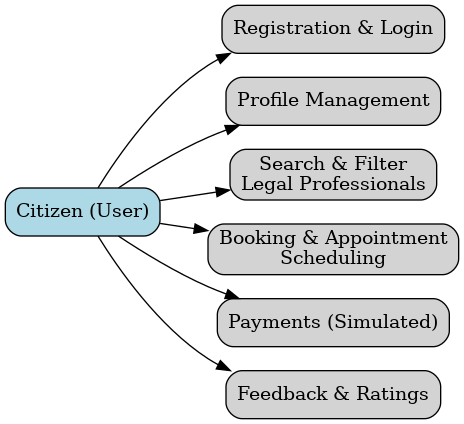 Registration & Login
Profile Management
Search & Filter
Legal Professionals
Citizen (User)
Booking & Appointment
Scheduling
Payments (Simulated)
Feedback & Ratings